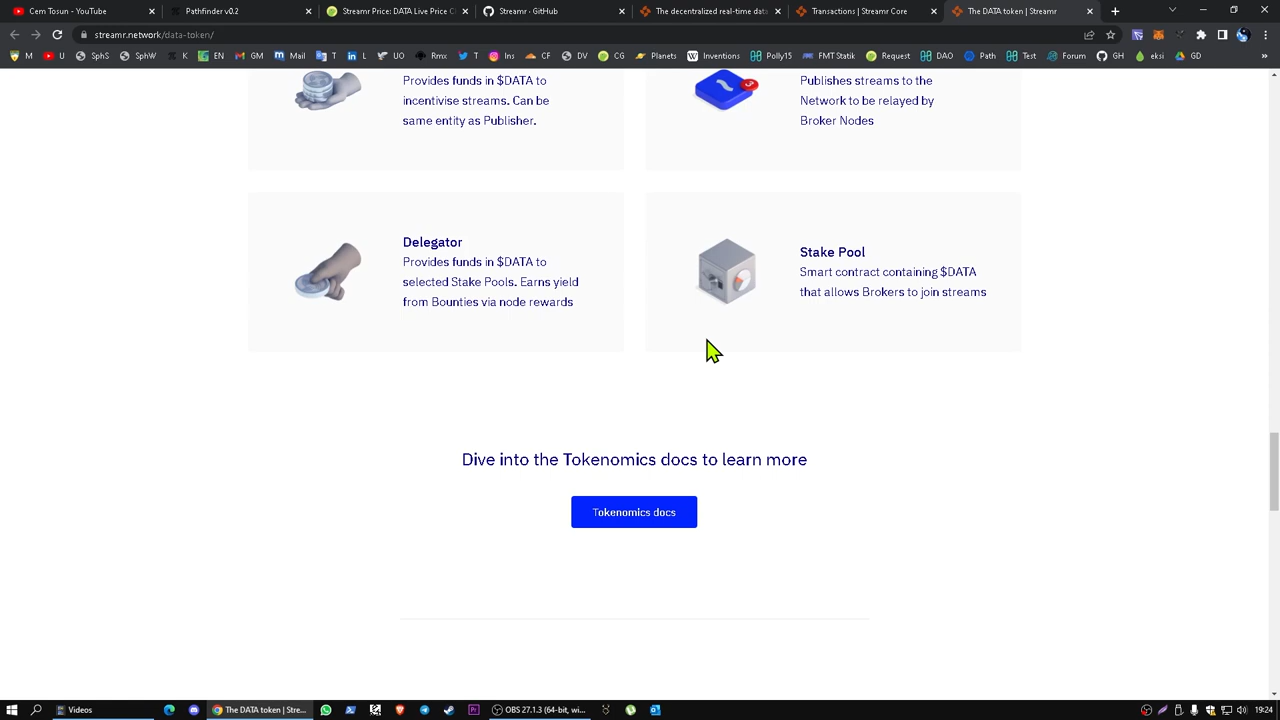 Cem Tosun - YouTube
Pathfinder v0.2
Streamr Price: DATA Live Price C
Streamr · GitHub
The decentralized real-time data
Transactions | Streamr Core
The DATA token | Streamr
streamr.network/data-token/
M
U
SphS
SphW
K
EN
GM
Mail
T
L
UO
Rmx
T
Ins
CF
DV
CG
Planets
Inventions
Polly15
FMT Statik
Request
DAO
Path
Test
Forum
GH
eksi
GD
»
Provides funds in $DATA to
incentivise streams. Can be
same entity as Publisher.
3
Publishes streams to the
Network to be relayed by
Broker Nodes
Delegator
Provides funds in $DATA to
selected Stake Pools. Earns yield
from Bounties via node rewards
Stake Pool
Smart contract containing $DATA
that allows Brokers to join streams
Dive into the Tokenomics docs to learn more
Tokenomics docs
Videos
The DATA token | Stre...
OBS 27.1.3 (64-bit, wi...
19:24